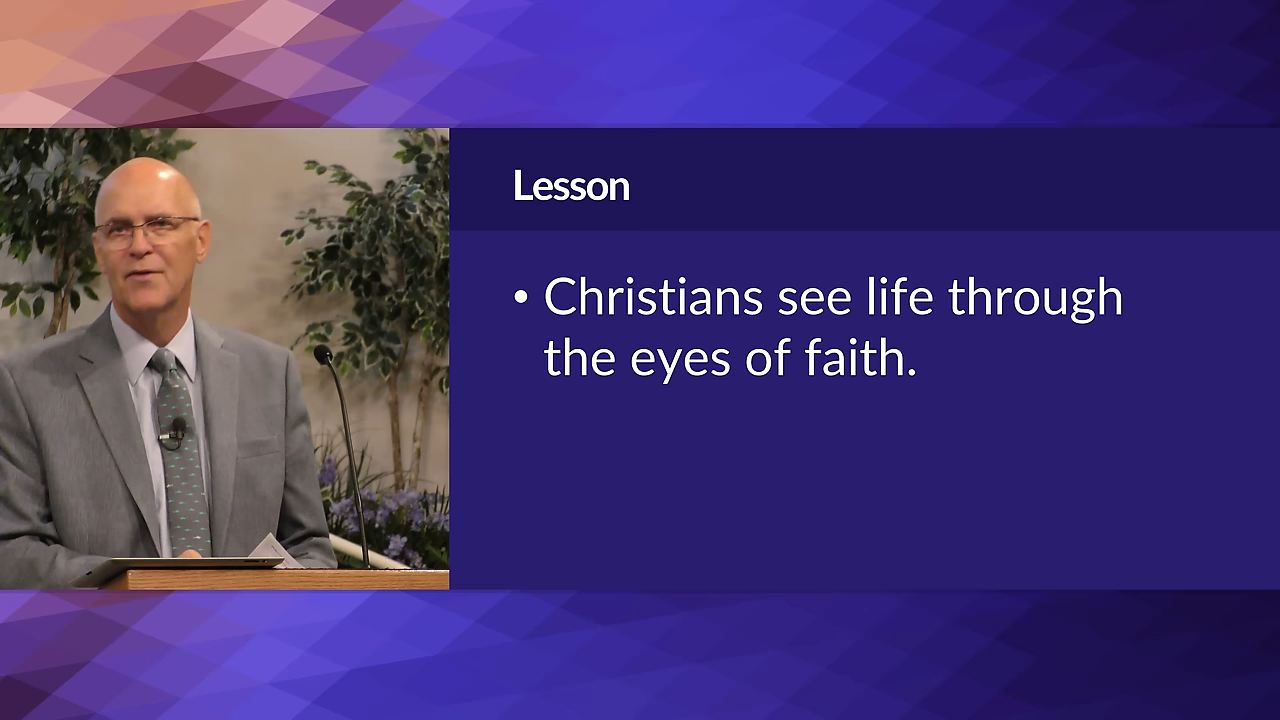 Lesson
• Christians see life through
the eyes of faith.